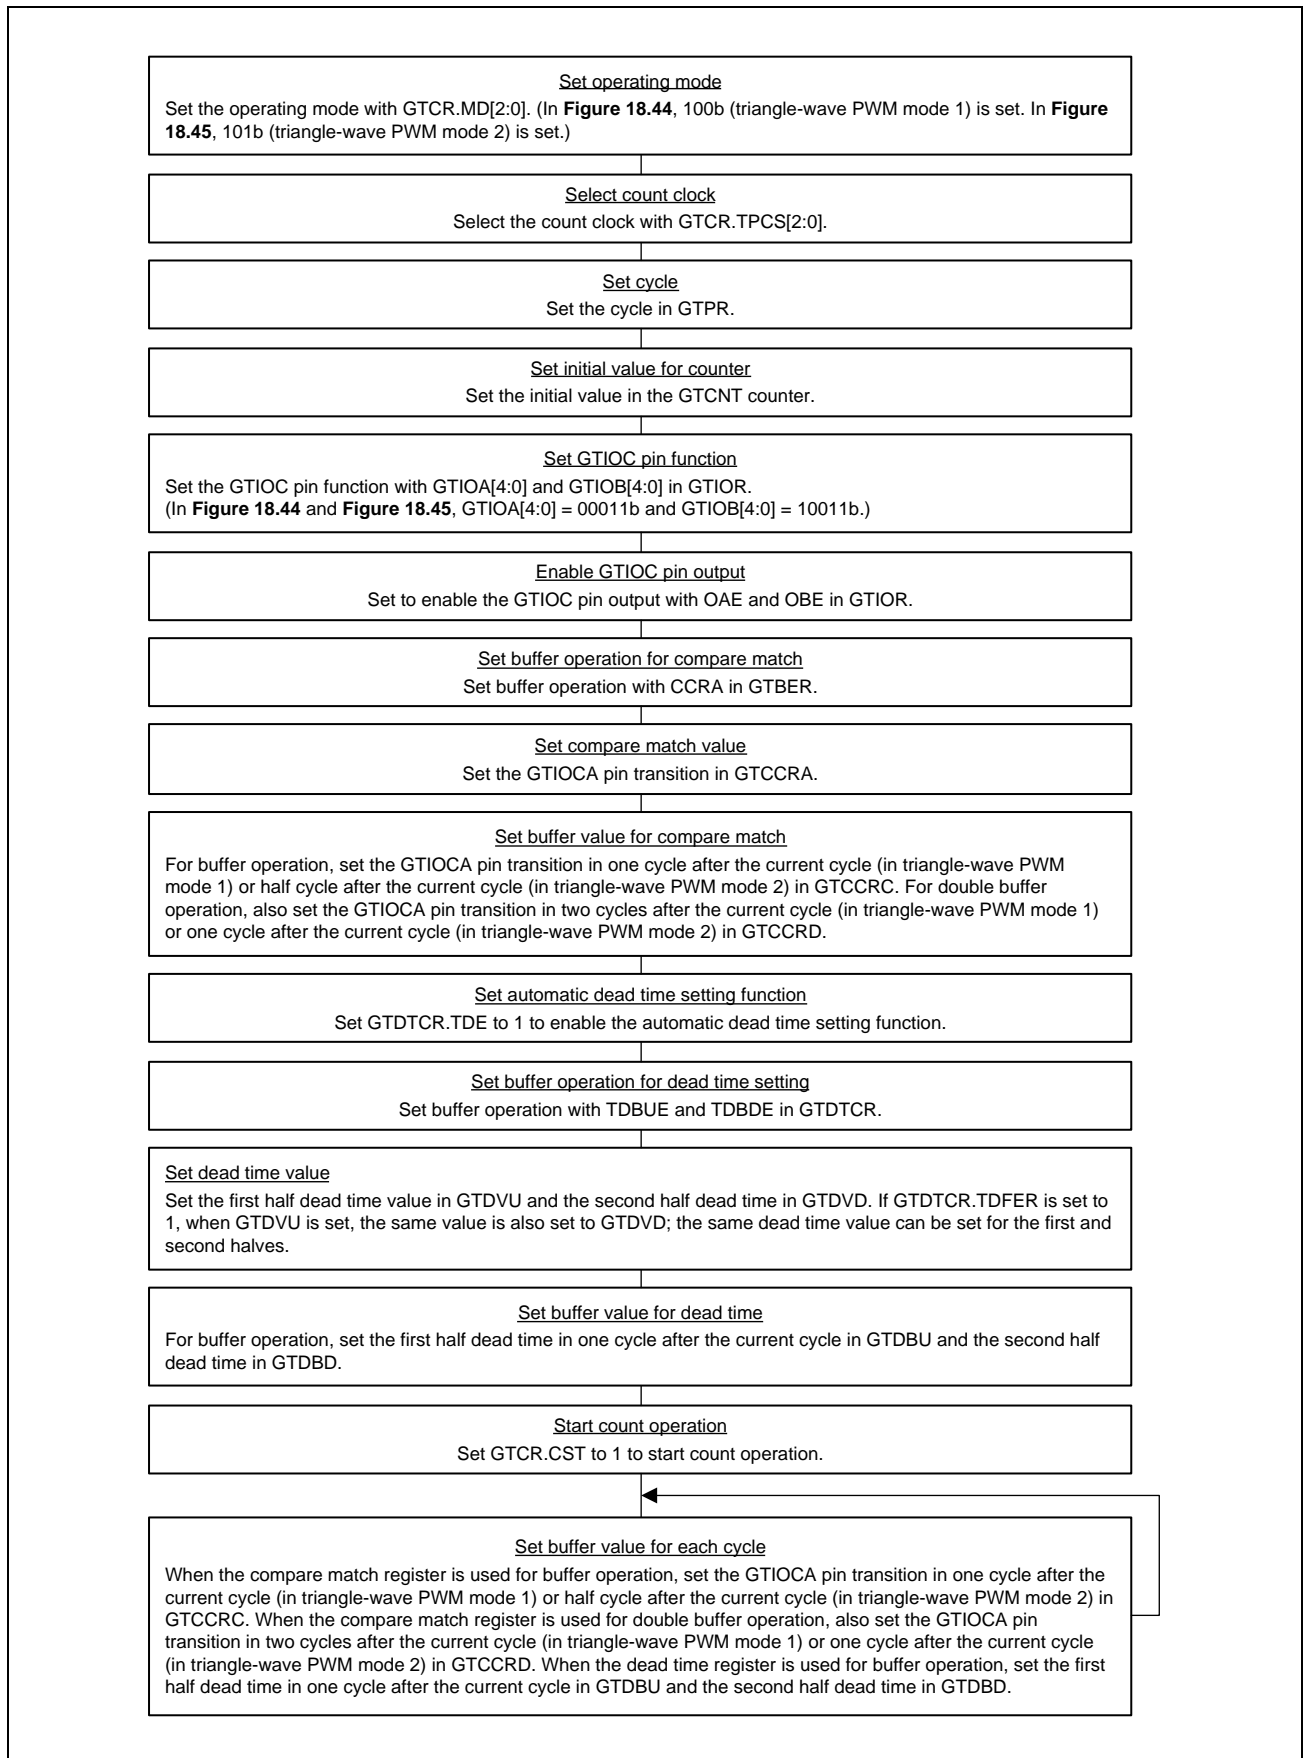 Set operating mode
Set the operating mode with GTCR.MD[2:0]. (In Figure 18.44, 100b (triangle-wave PWM mode 1) is set. In Figure
18.45, 101b (triangle-wave PWM mode 2) is set.)
Select count clock
Select the count clock with GTCR.TPCS[2:0].
Set cycle
Set the cycle in GTPR.
Set initial value for counter
Set the initial value in the GTCNT counter.
Set GTIOC pin function
Set the GTIOC pin function with GTIOA[4:0] and GTIOB[4:0] in GTIOR.
(In Figure 18.44 and Figure 18.45, GTIOA[4:0] = 00011b and GTIOB[4:0] = 10011b.)
Enable GTIOC pin output
Set to enable the GTIOC pin output with OAE and OBE in GTIOR.
Set buffer operation for compare match
Set buffer operation with CCRA in GTBER.
Set compare match value
Set the GTIOCA pin transition in GTCCRA.
Set buffer value for compare match
For buffer operation, set the GTIOCA pin transition in one cycle after the current cycle (in triangle-wave PWM
mode 1) or half cycle after the current cycle (in triangle-wave PWM mode 2) in GTCCRC. For double buffer
operation, also set the GTIOCA pin transition in two cycles after the current cycle (in triangle-wave PWM mode 1)
or one cycle after the current cycle (in triangle-wave PWM mode 2) in GTCCRD.
Set automatic dead time setting function
Set GTDTCR.TDE to 1 to enable the automatic dead time setting function.
Set buffer operation for dead time setting
Set buffer operation with TDBUE and TDBDE in GTDTCR.
Set dead time value
Set the first half dead time value in GTDVU and the second half dead time in GTDVD. If GTDTCR.TDFER is set to
1, when GTDVU is set, the same value is also set to GTDVD; the same dead time value can be set for the first and
second halves.
Set buffer value for dead time
For buffer operation, set the first half dead time in one cycle after the current cycle in GTDBU and the second half
dead time in GTDBD.
Start count operation
Set GTCR.CST to 1 to start count operation.
Set buffer value for each cycle
When the compare match register is used for buffer operation, set the GTIOCA pin transition in one cycle after the
current cycle (in triangle-wave PWM mode 1) or half cycle after the current cycle (in triangle-wave PWM mode 2) in
GTCCRC. When the compare match register is used for double buffer operation, also set the GTIOCA pin
transition in two cycles after the current cycle (in triangle-wave PWM mode 1) or one cycle after the current cycle
(in triangle-wave PWM mode 2) in GTCCRD. When the dead time register is used for buffer operation, set the first
half dead time in one cycle after the current cycle in GTDBU and the second half dead time in GTDBD.